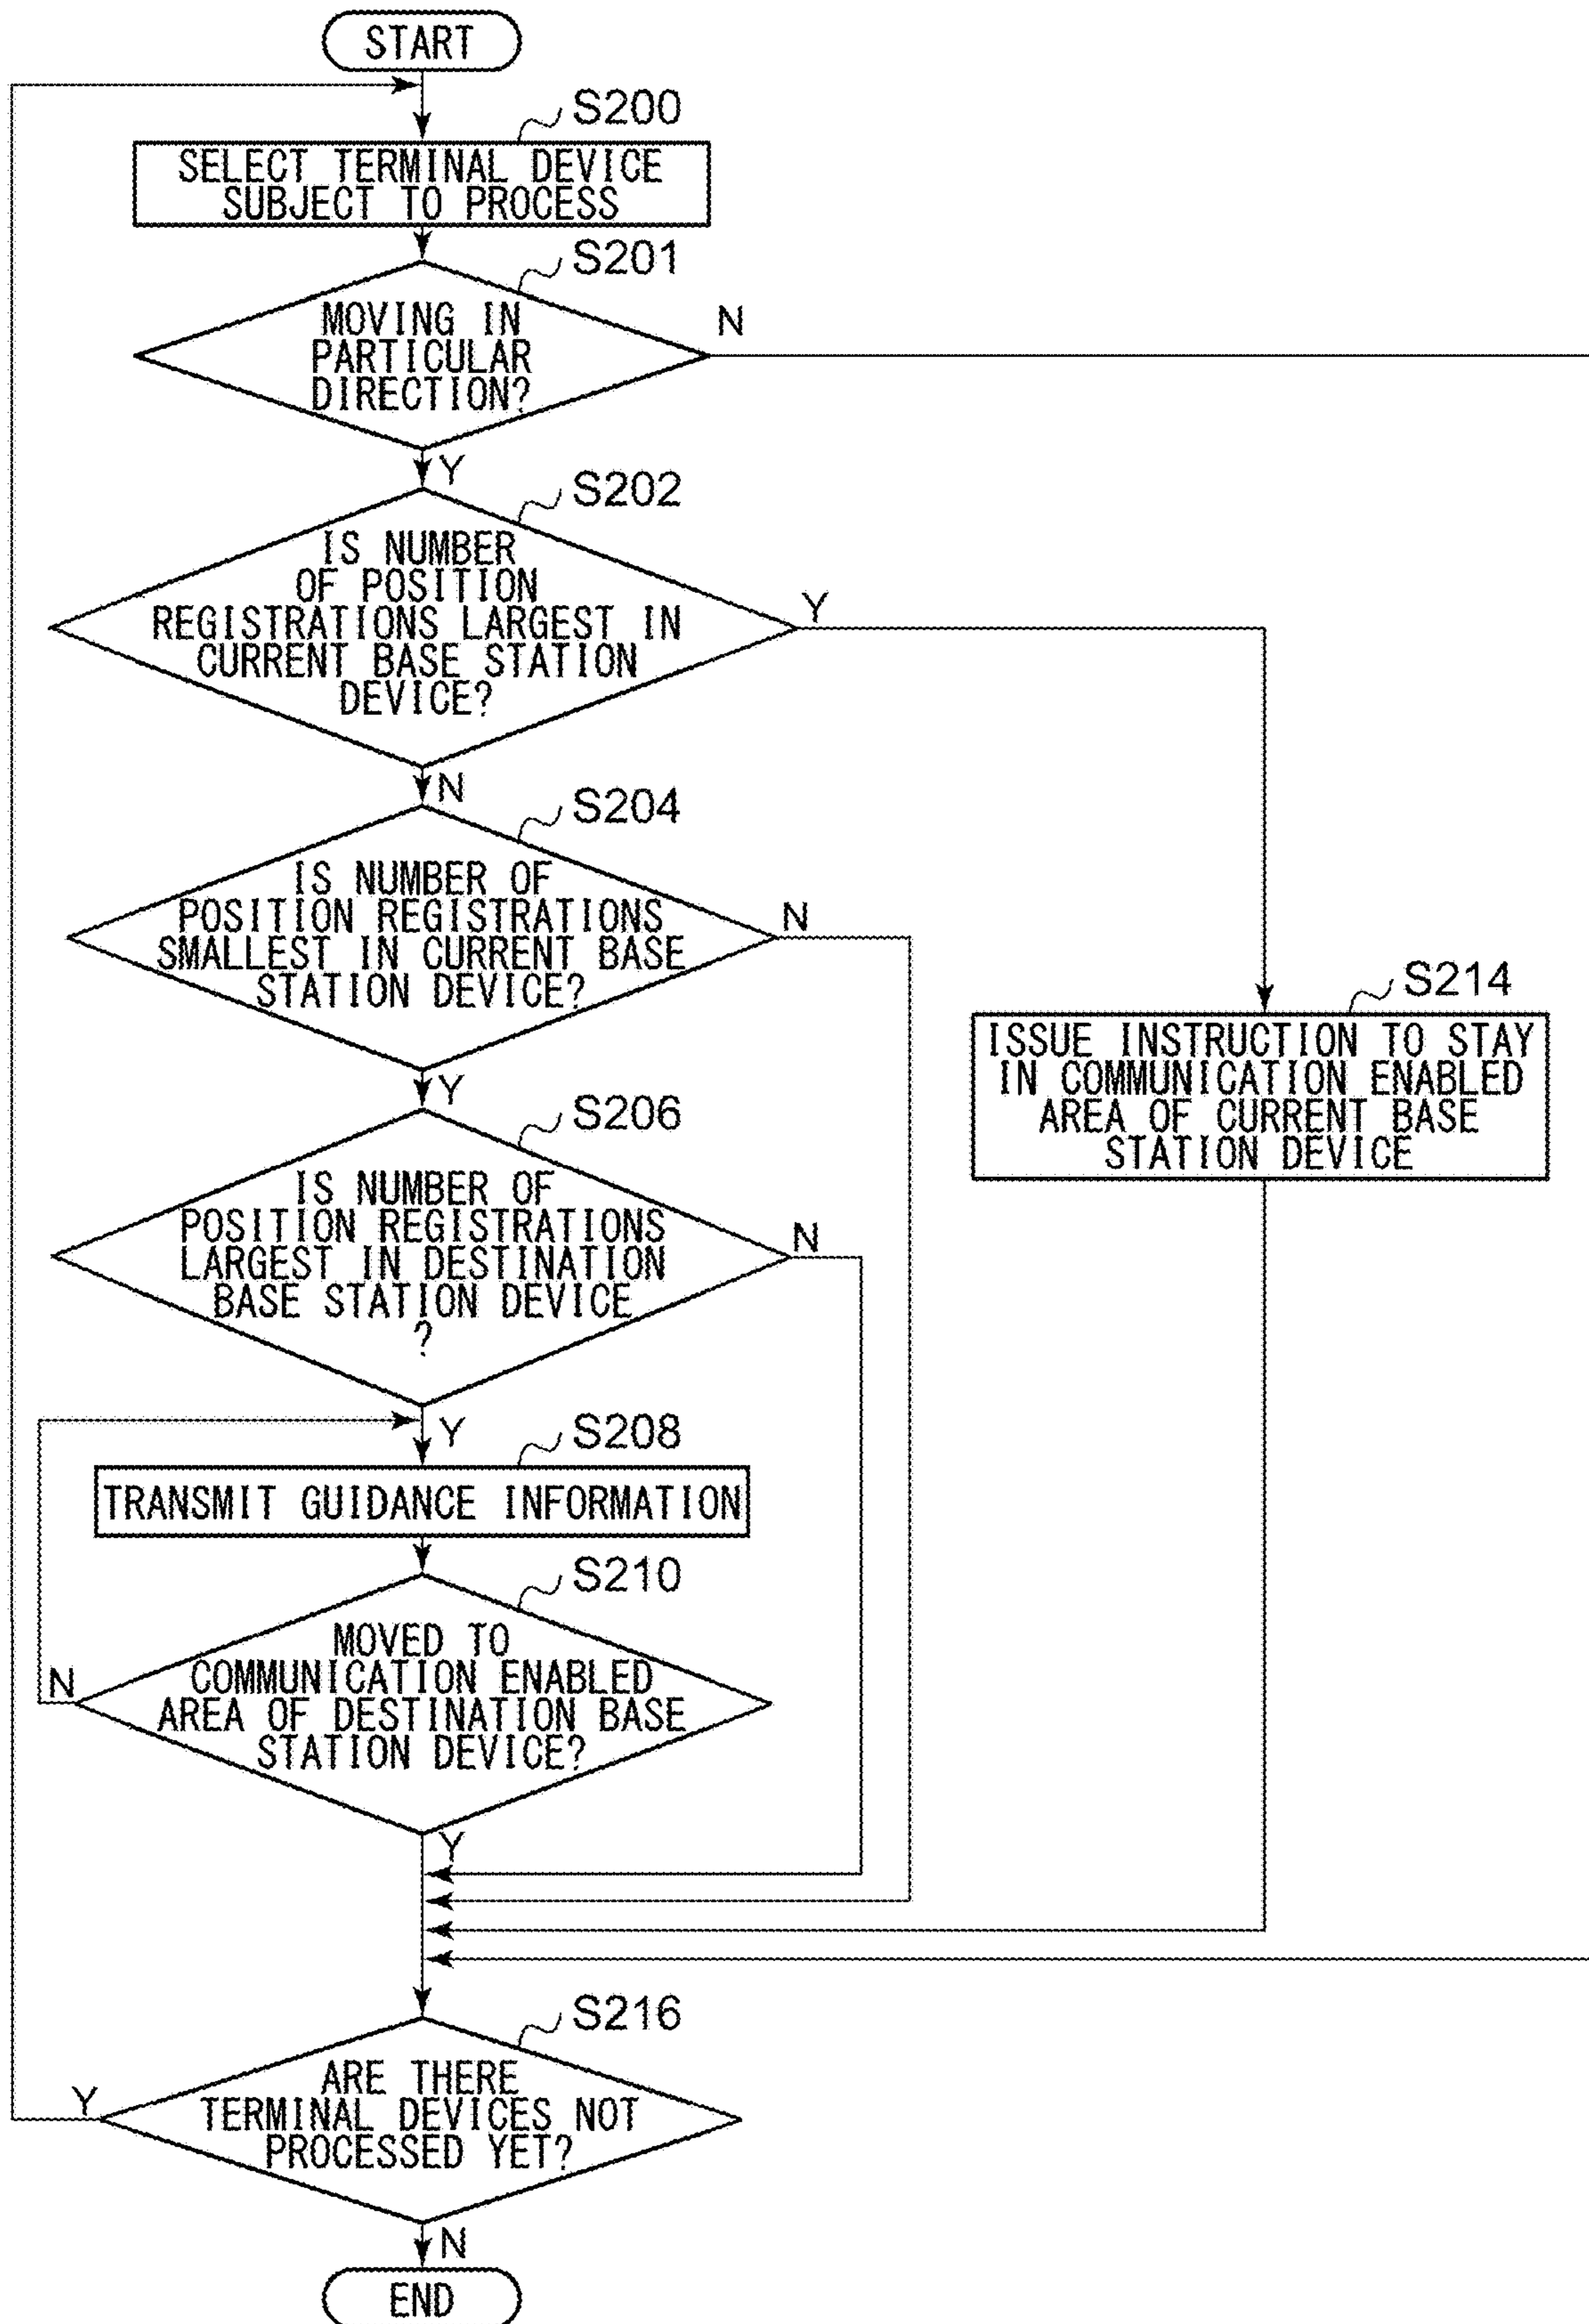 START
S200
SELECT TERMINAL DEVICE
SUBJECT TO PROCESS
S201
MOVING IN
PARTICULAR
DIRECTION?
N
Y
S202
IS NUMBER
OF POSITION
REGISTRATIONS LARGEST IN
CURRENT BASE STATION
DEVICE?
Y
N
S204
IS NUMBER OF
POSITION REGISTRATIONS
SMALLEST IN CURRENT BASE
STATION DEVICE?
N
Y
S214
ISSUE INSTRUCTION TO STAY
IN COMMUNICATION ENABLED
AREA OF CURRENT BASE
STATION DEVICE
S206
IS NUMBER OF
POSITION REGISTRATIONS
LARGEST IN DESTINATION
BASE STATION DEVICE
?
N
Y
S208
TRANSMIT GUIDANCE INFORMATION
S210
MOVED TO
COMMUNICATION ENABLED
AREA OF DESTINATION BASE
STATION DEVICE?
N
Y
S216
ARE THERE
TERMINAL DEVICES NOT
PROCESSED YET?
Y
N
END